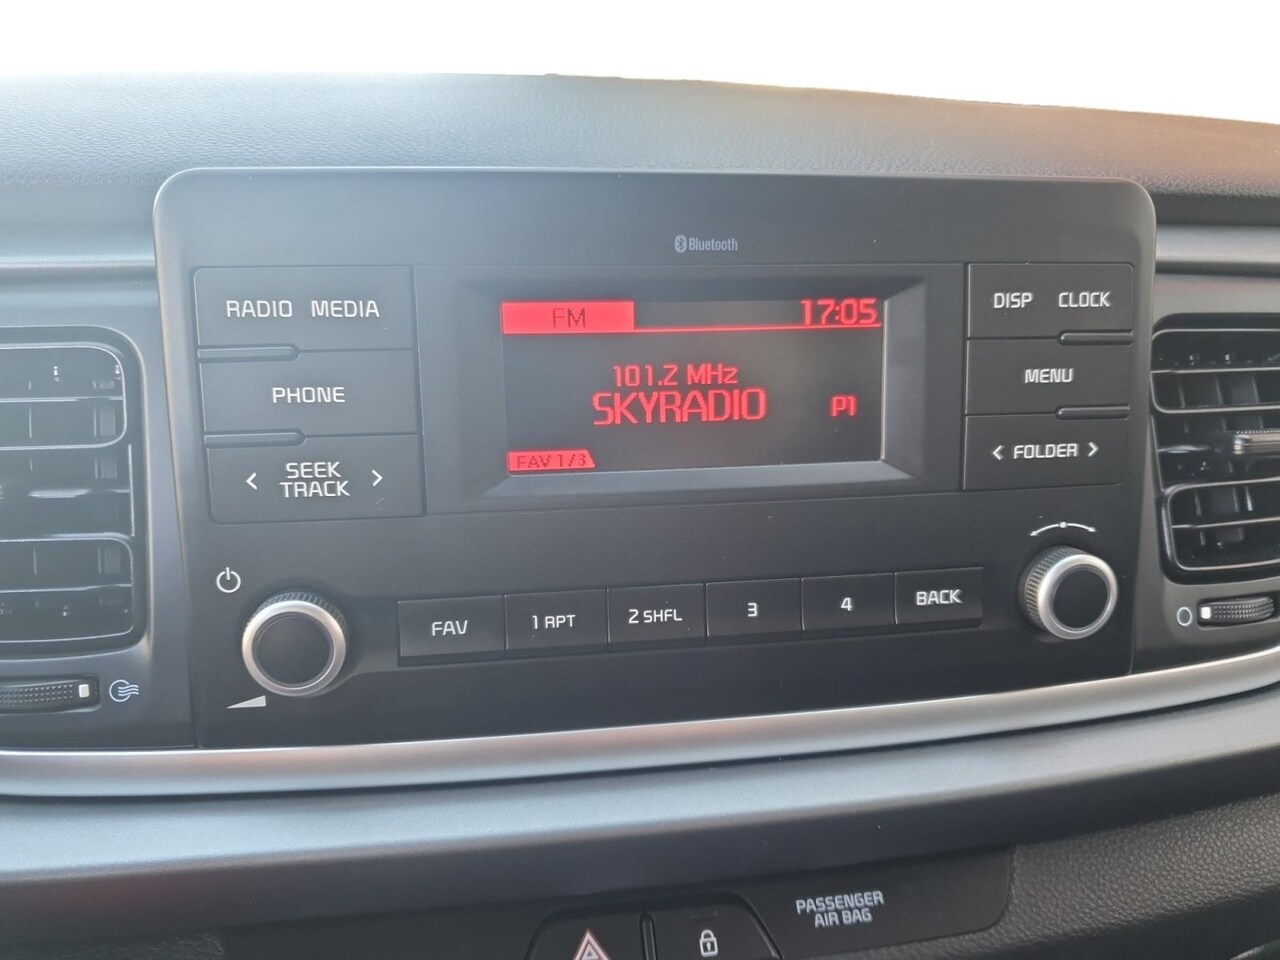 Bluetooth
RADIO MEDIA
PHONE
< SEEK TRACK >
FM 17:05
101.2 MHz
SKYRADIO P1
FAV 1/3
DISP CLOCK
MENU
< FOLDER >
FAV 1 RPT 2 SHFL 3 4 BACK
PASSENGER
AIR BAG